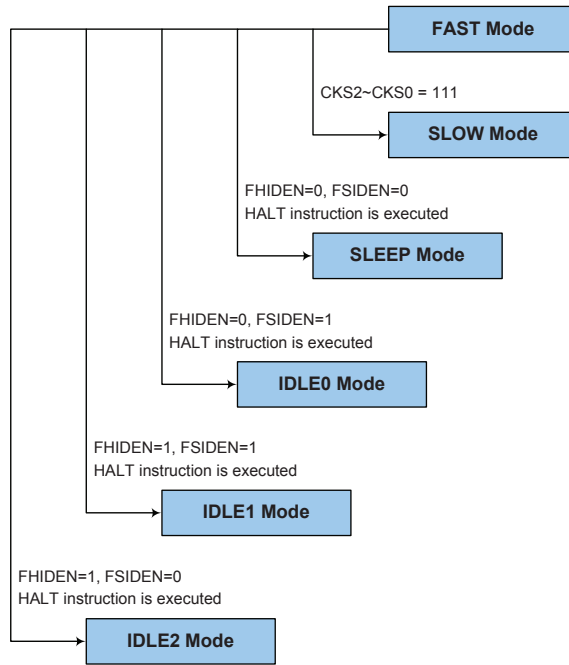 FAST Mode
CKS2~CKS0 = 111
SLOW Mode
FHIDEN=0, FSIDEN=0
HALT instruction is executed
SLEEP Mode
FHIDEN=0, FSIDEN=1
HALT instruction is executed
IDLE0 Mode
FHIDEN=1, FSIDEN=1
HALT instruction is executed
IDLE1 Mode
FHIDEN=1, FSIDEN=0
HALT instruction is executed
IDLE2 Mode